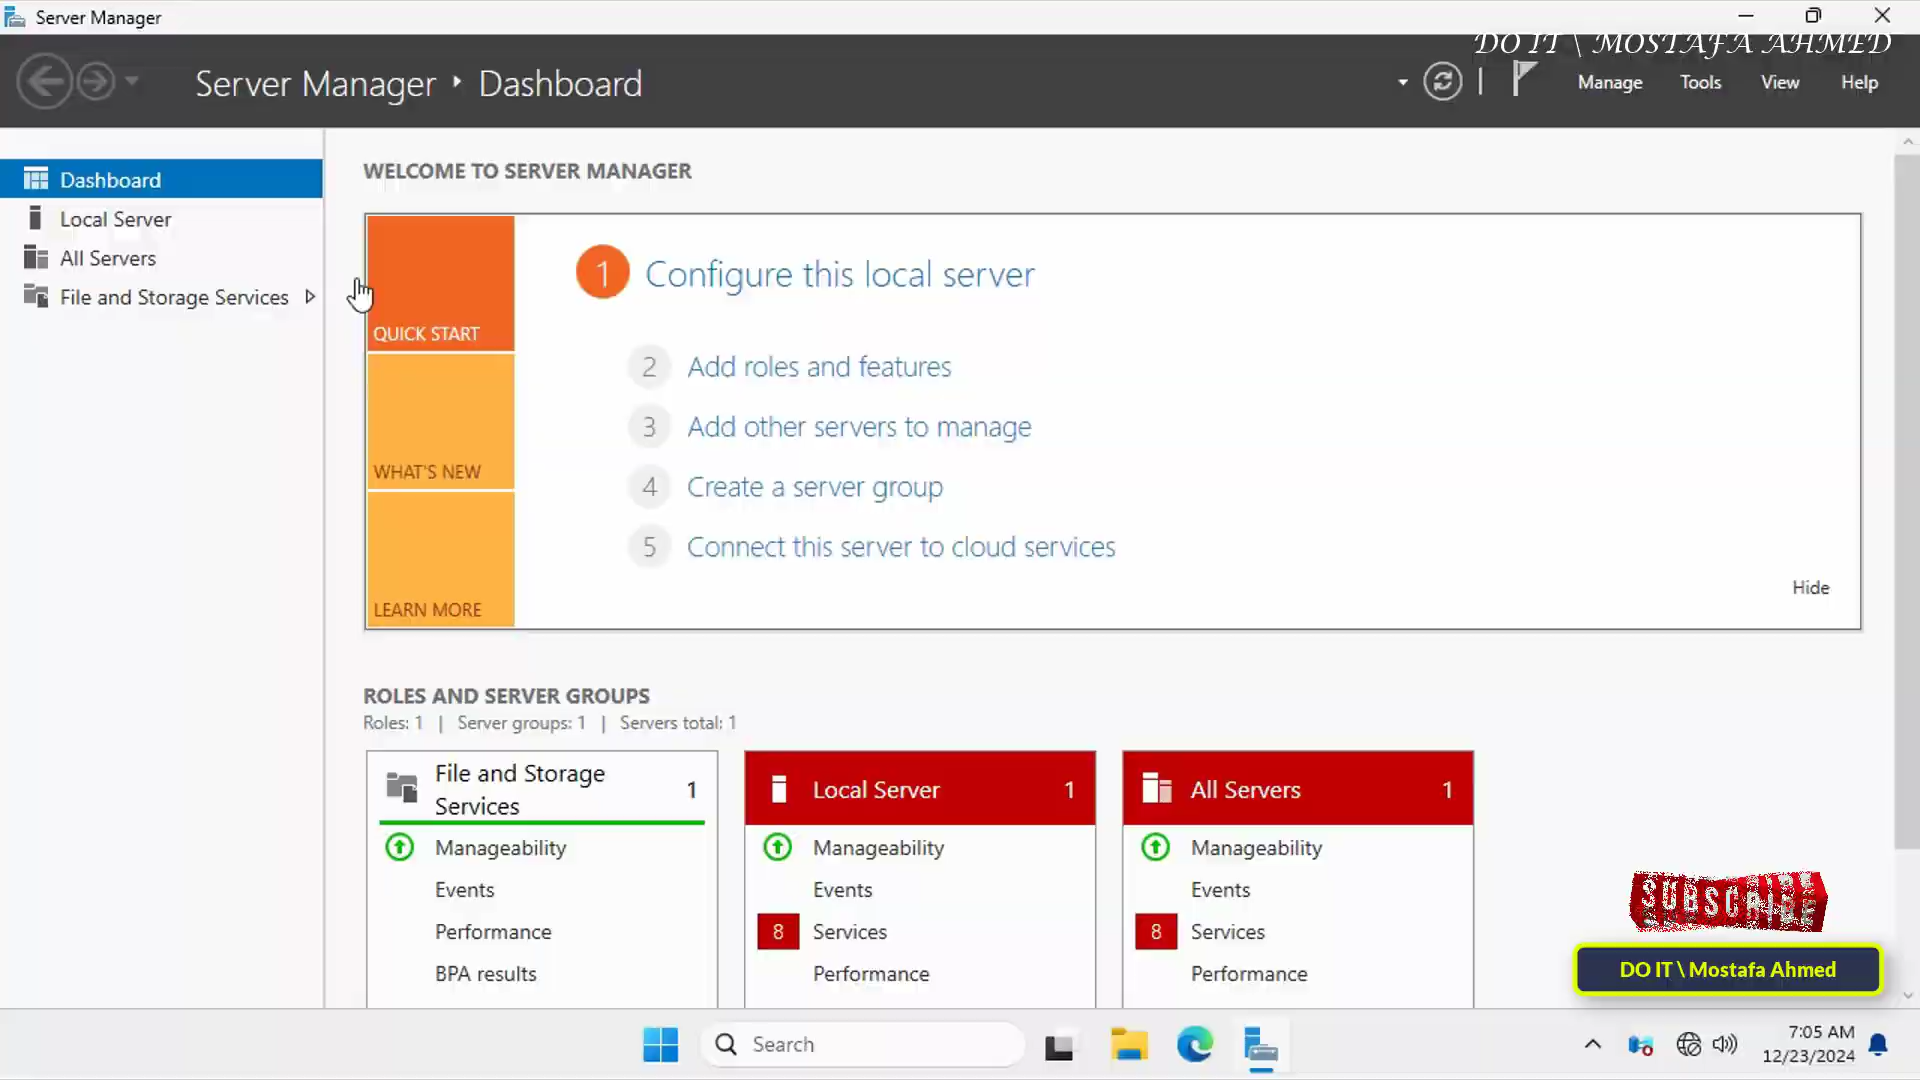 Server Manager
DO IT \ MOSTAFA AHMED
Server Manager ‣ Dashboard
Manage
Tools
View
Help
Dashboard
Local Server
All Servers
File and Storage Services
WELCOME TO SERVER MANAGER
QUICK START
WHAT'S NEW
LEARN MORE
1 Configure this local server
2 Add roles and features
3 Add other servers to manage
4 Create a server group
5 Connect this server to cloud services
Hide
ROLES AND SERVER GROUPS
Roles: 1 | Server groups: 1 | Servers total: 1
File and Storage
Services
1
Manageability
Events
Performance
BPA results
Local Server 1
Manageability
Events
8 Services
Performance
All Servers 1
Manageability
Events
8 Services
Performance
SUBSCRIBE
DO IT \ Mostafa Ahmed
Search
7:05 AM
12/23/2024